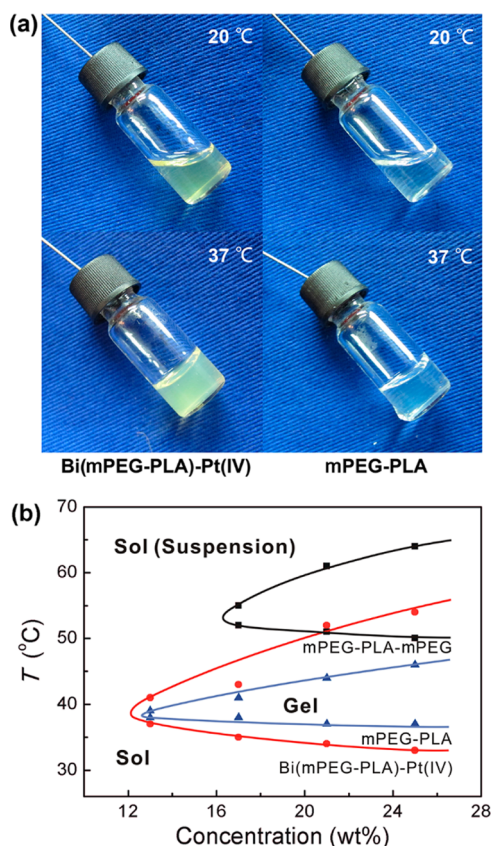 (a)
20 ℃
20 ℃
37 ℃
37 ℃
Bi(mPEG-PLA)-Pt(IV)
mPEG-PLA
(b)
70
60
50
40
30
T (°C)
Sol (Suspension)
mPEG-PLA-mPEG
Gel
mPEG-PLA
Sol
Bi(mPEG-PLA)-Pt(IV)
12
16
20
24
28
Concentration (wt%)